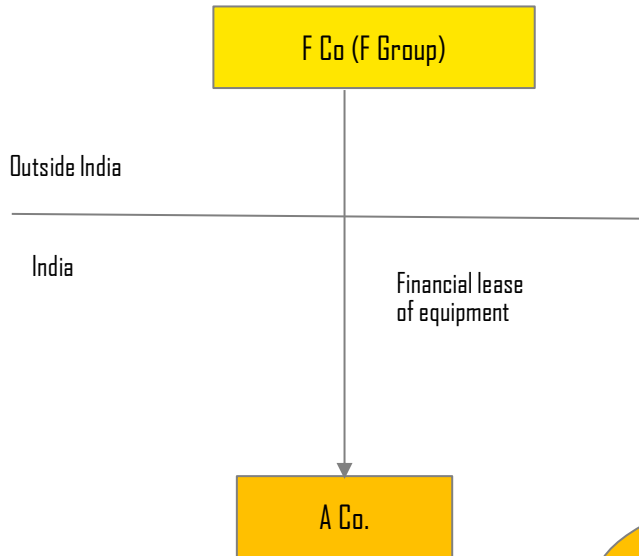 F Co (F Group)
Outside India
India
Financial lease
of equipment
A Co.